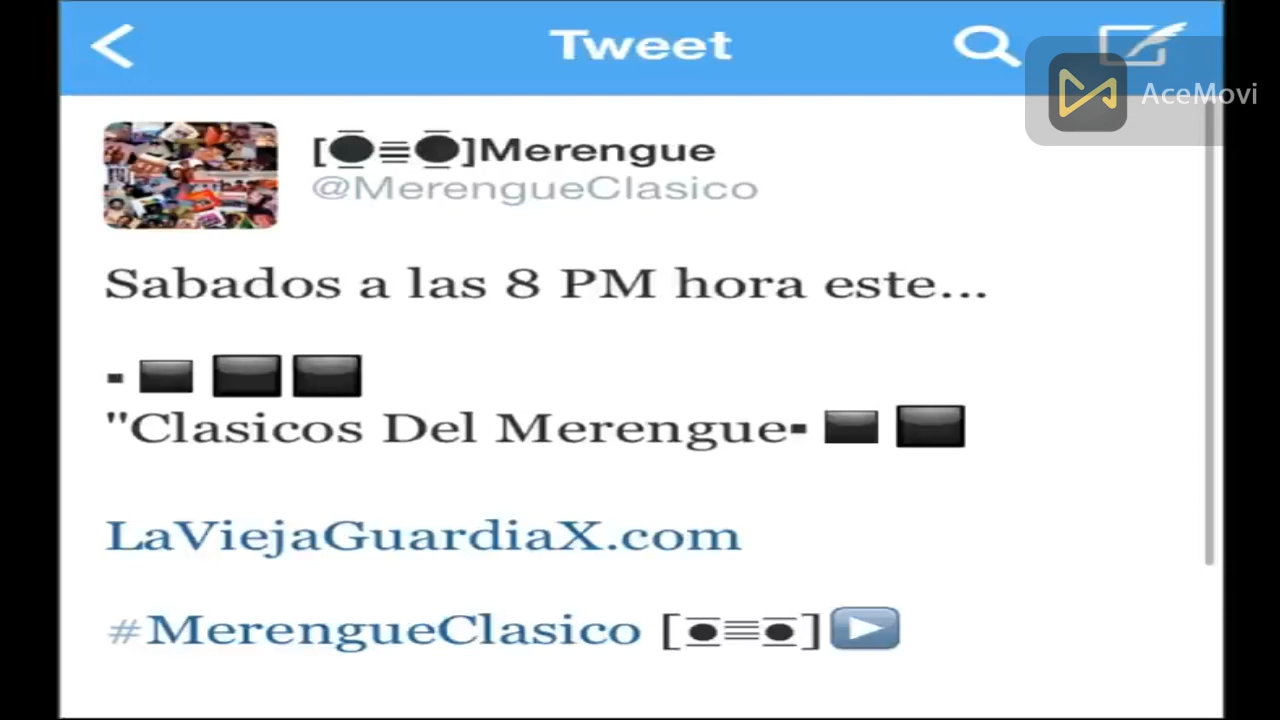 Tweet
AceMovi
[●≡●]Merengue
@MerengueClasico
Sabados a las 8 PM hora este...
▪◾⬛⬛
"Clasicos Del Merengue▪◾⬛
LaViejaGuardiaX.com
#MerengueClasico [●≡●]▶